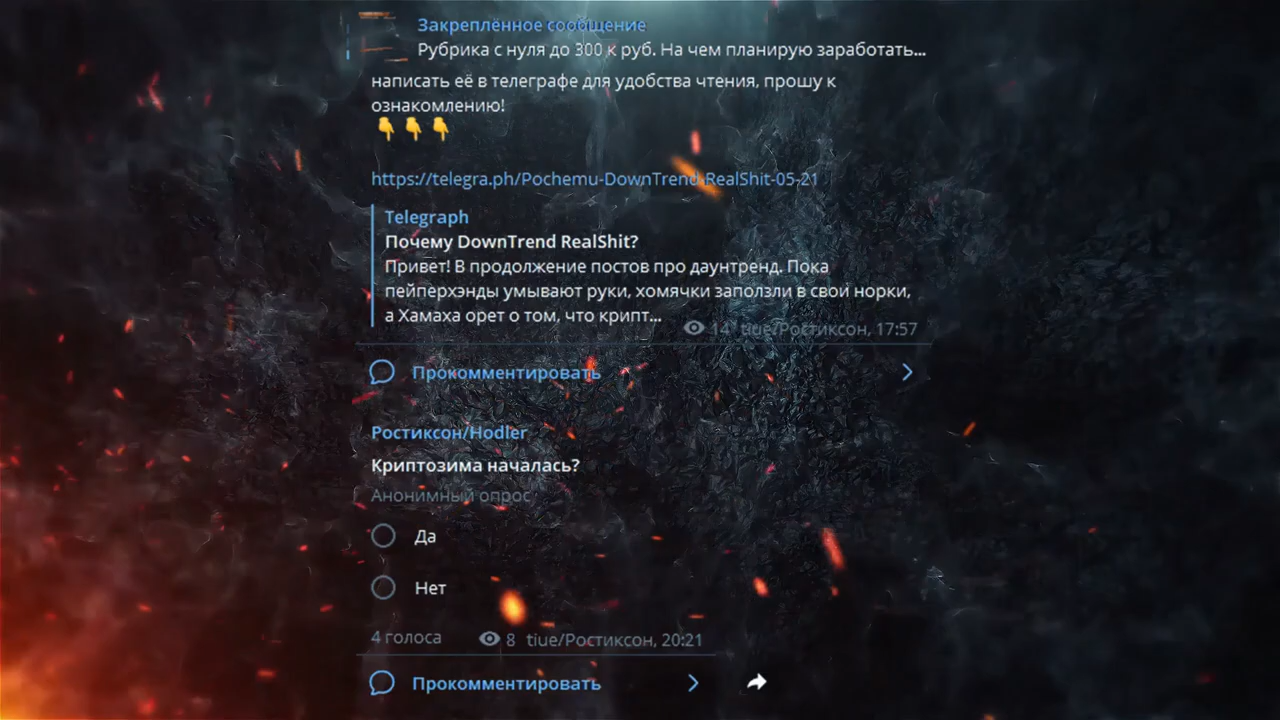 Закреплённое сообщение
Рубрика с нуля до 300 к руб. На чем планирую заработать...
написать её в телеграфе для удобства чтения, прошу к
ознакомлению!
👇👇👇
https://telegra.ph/Pochemu-DownTrend-RealShit-05-21
Telegraph
Почему DownTrend RealShit?
Привет! В продолжение постов про даунтренд. Пока
пейперхэнды умывают руки, хомячки заползли в свои норки,
а Хамаха орет о том, что крипт...
14 tiue/Ростиксон, 17:57
Прокомментировать
Ростиксон/Hodler
Криптозима началась?
Анонимный опрос
Да
Нет
4 голоса 8 tiue/Ростиксон, 20:21
Прокомментировать